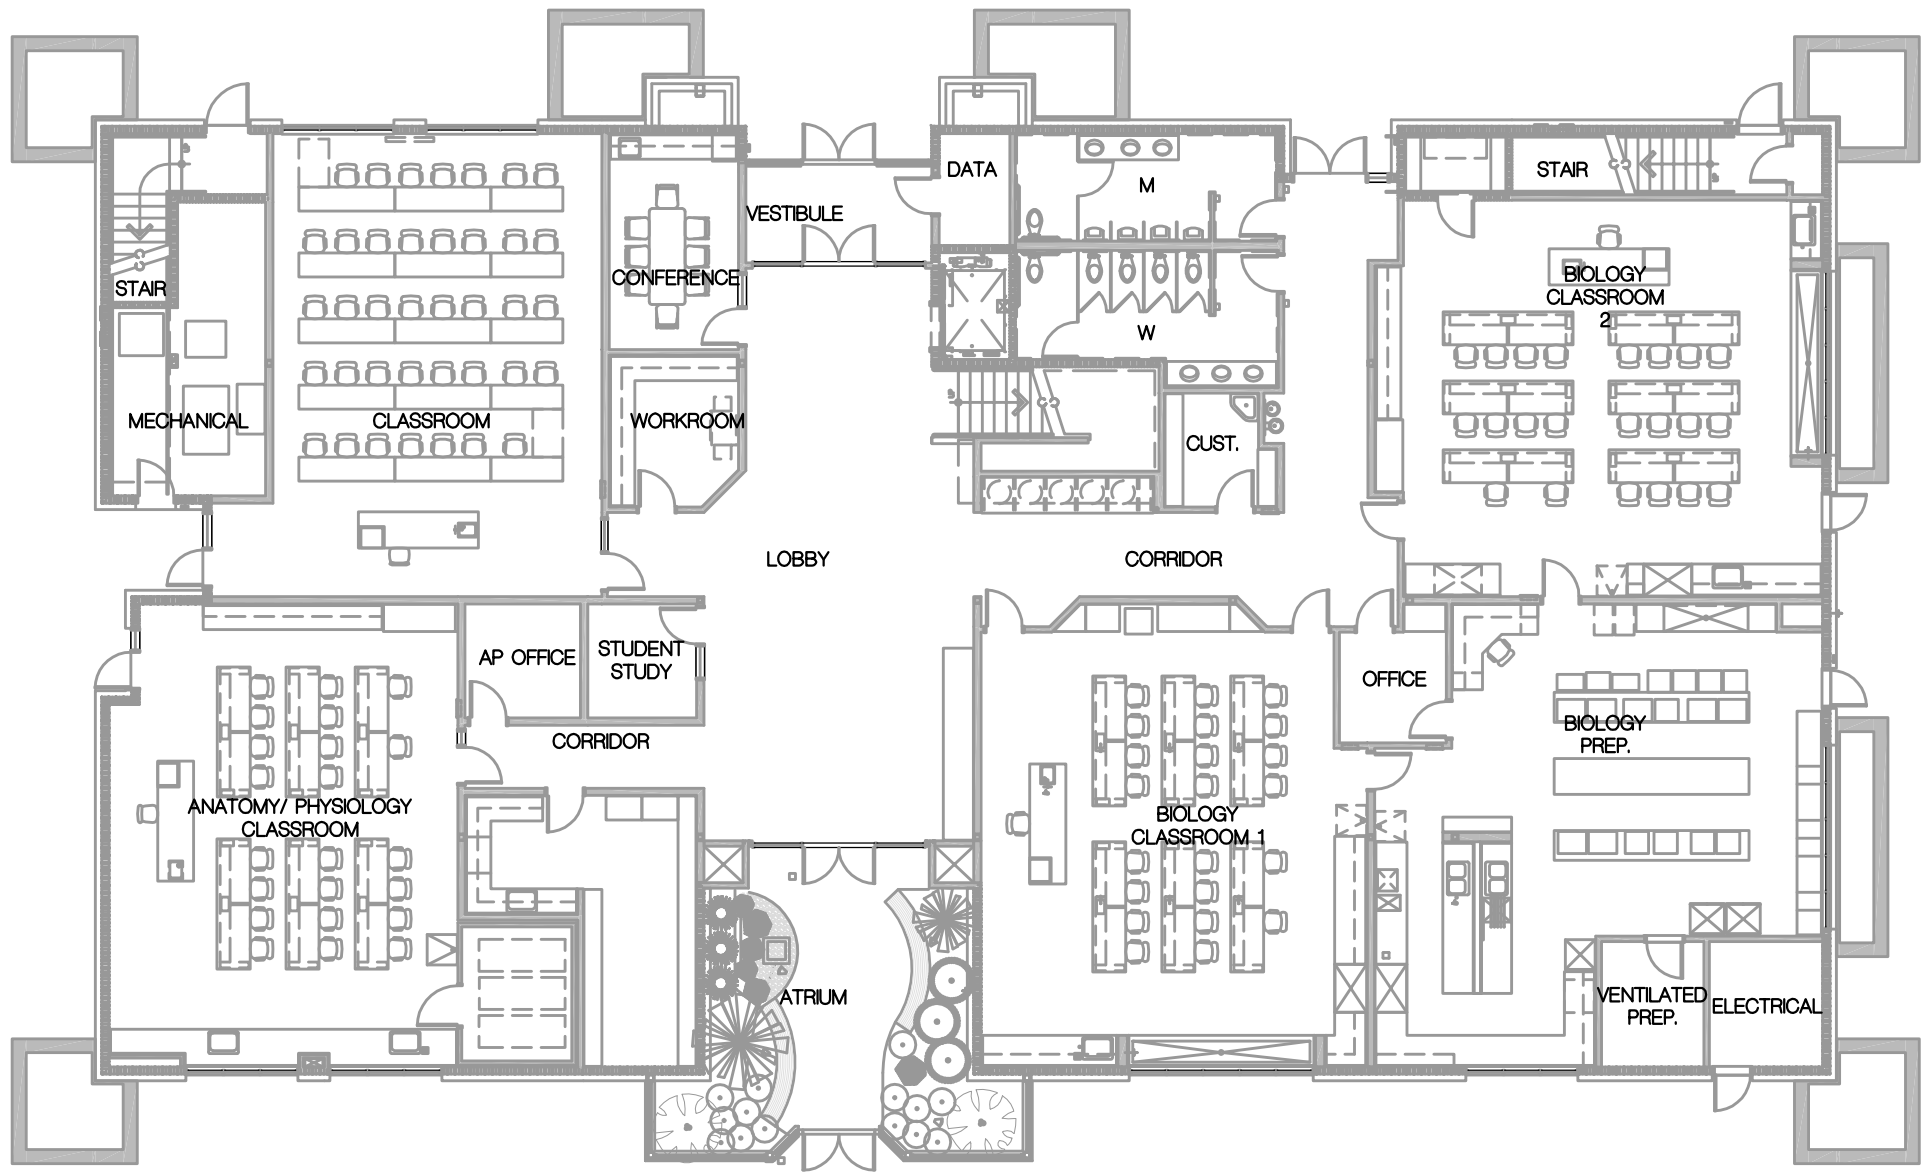 DATA
STAIR
M
VESTIBULE
CONFERENCE
STAIR
BIOLOGY
CLASSROOM
2
W
MECHANICAL
CLASSROOM
WORKROOM
CUST.
LOBBY
CORRIDOR
AP OFFICE
STUDENT
STUDY
OFFICE
CORRIDOR
BIOLOGY
PREP.
ANATOMY/ PHYSIOLOGY
CLASSROOM
BIOLOGY
CLASSROOM 1
ATRIUM
VENTILATED
PREP.
ELECTRICAL